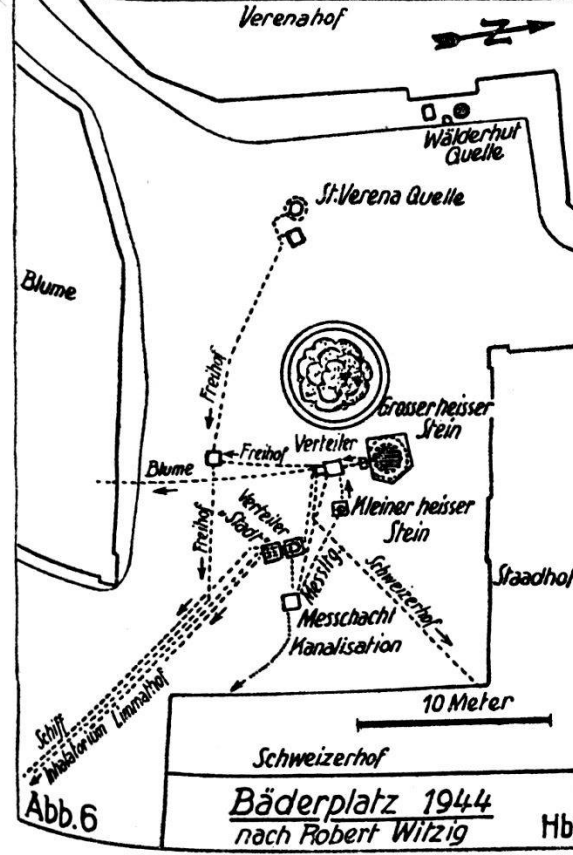 Verenahof
Z
Wälderhut
Quelle
St. Verena Quelle
Blume
Freihof
Grosser heisser
Stein
Verteiler
Freihof
Blume
Kleiner heisser
Stein
Verteiler
Stadt
Freihof
Messltg.
Schweizerhof
Staadhof
Messchacht
Kanalisation
Schiff
Inhalatorium Limmathof
10 Meter
Schweizerhof
Abb.6
Bäderplatz 1944
nach Robert Witzig
Hb